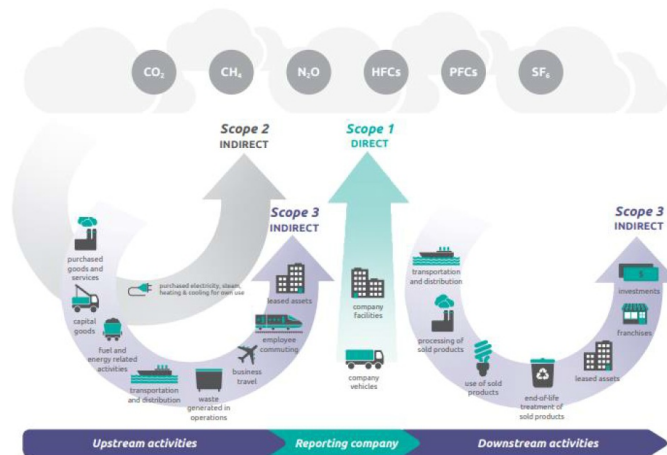 CO₂
CH₄
N₂O
HFCs
PFCs
SF₆
Scope 2
INDIRECT
Scope 1
DIRECT
Scope 3
INDIRECT
Scope 3
INDIRECT
purchased
goods and
services
capital
goods
fuel and
energy related
activities
transportation
and distribution
waste
generated in
operations
business
travel
employee
commuting
leased assets
purchased electricity, steam,
heating & cooling for own use
company
facilities
company
vehicles
transportation
and distribution
processing of
sold products
use of sold
products
end-of-life
treatment of
sold products
leased assets
franchises
investments
$
Upstream activities
Reporting company
Downstream activities